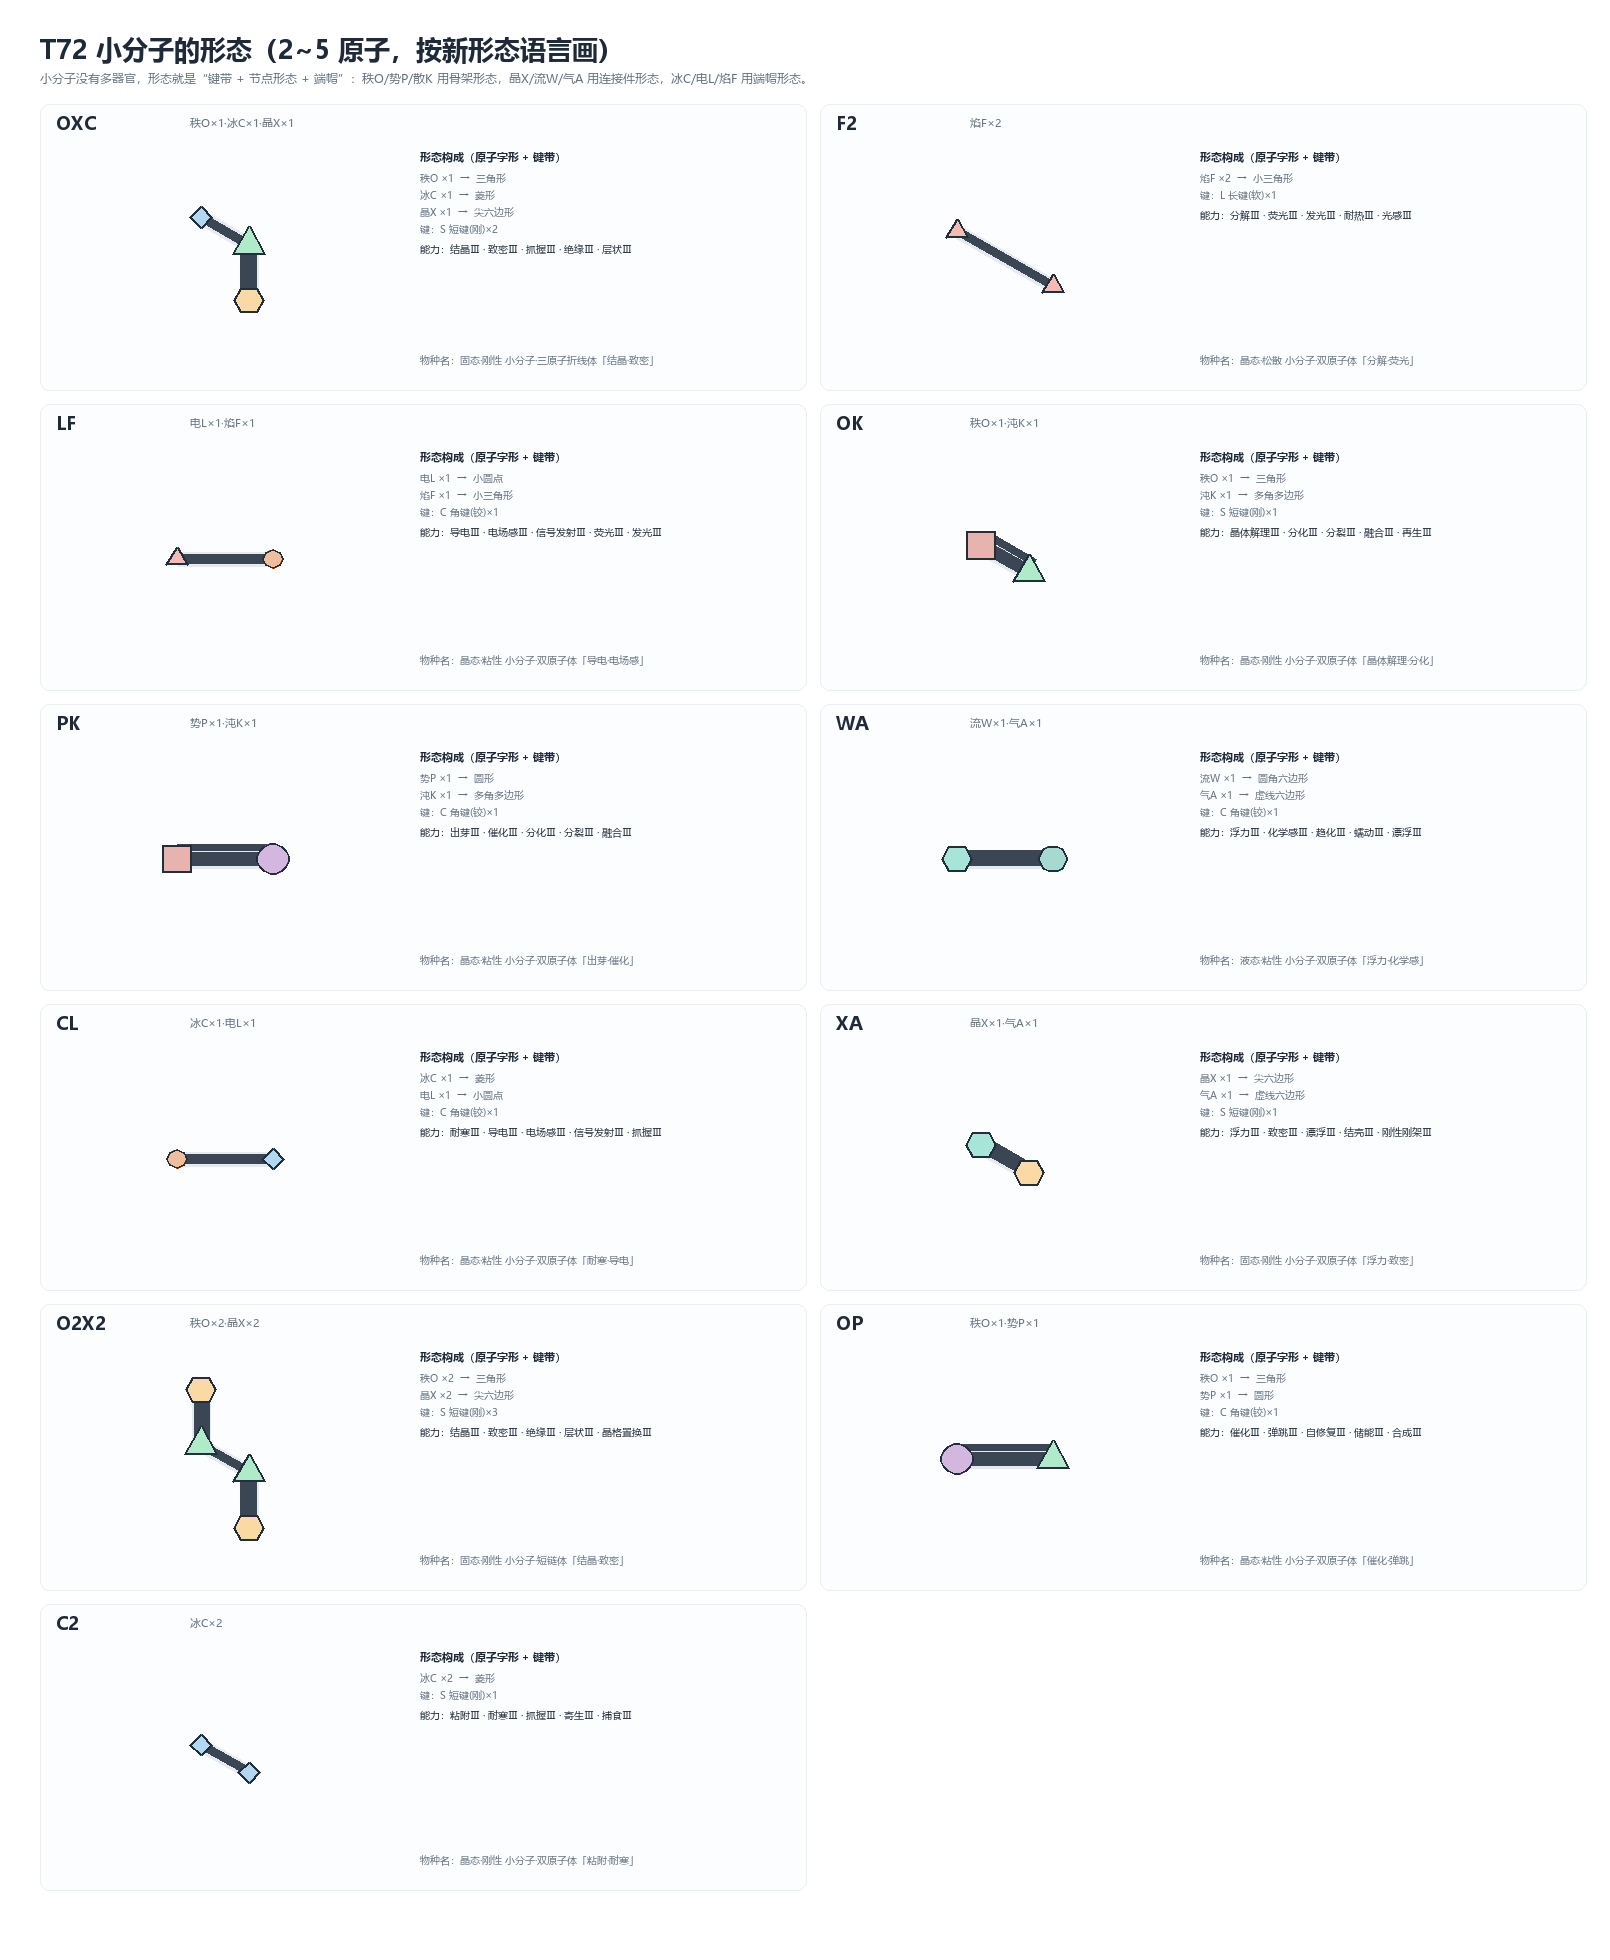 T72 小分子的形态（2~5 原子，按新形态语言画）
小分子没有多器官，形态就是“键带 + 节点形态 + 端帽”：秩O/势P/散K 用骨架形态，晶X/流W/气A 用连接件形态，冰C/电L/焰F 用端帽形态。
OXC
秩O×1·冰C×1·晶X×1
形态构成（原子字形 + 键带）
秩O ×1 → 三角形
冰C ×1 → 菱形
晶X ×1 → 尖六边形
键：S 短键(刚)×2
能力：结晶Ⅲ · 致密Ⅲ · 抓握Ⅲ · 绝缘Ⅲ · 层状Ⅲ
物种名：固态·刚性 小分子·三原子折线体「结晶·致密」
F2
焰F×2
形态构成（原子字形 + 键带）
焰F ×2 → 小三角形
键：L 长键(软)×1
能力：分解Ⅲ · 荧光Ⅲ · 发光Ⅲ · 耐热Ⅲ · 光感Ⅲ
物种名：晶态·松散 小分子·双原子体「分解·荧光」
LF
电L×1·焰F×1
形态构成（原子字形 + 键带）
电L ×1 → 小圆点
焰F ×1 → 小三角形
键：C 角键(铰)×1
能力：导电Ⅲ · 电场感Ⅲ · 信号发射Ⅲ · 荧光Ⅲ · 发光Ⅲ
物种名：晶态·粘性 小分子·双原子体「导电·电场感」
OK
秩O×1·沌K×1
形态构成（原子字形 + 键带）
秩O ×1 → 三角形
沌K ×1 → 多角多边形
键：S 短键(刚)×1
能力：晶体解理Ⅲ · 分化Ⅲ · 分裂Ⅲ · 融合Ⅲ · 再生Ⅲ
物种名：晶态·刚性 小分子·双原子体「晶体解理·分化」
PK
势P×1·沌K×1
形态构成（原子字形 + 键带）
势P ×1 → 圆形
沌K ×1 → 多角多边形
键：C 角键(铰)×1
能力：出芽Ⅲ · 催化Ⅲ · 分化Ⅲ · 分裂Ⅲ · 融合Ⅲ
物种名：晶态·粘性 小分子·双原子体「出芽·催化」
WA
流W×1·气A×1
形态构成（原子字形 + 键带）
流W ×1 → 圆角六边形
气A ×1 → 虚线六边形
键：C 角键(铰)×1
能力：浮力Ⅲ · 化学感Ⅲ · 趋化Ⅲ · 蠕动Ⅲ · 漂浮Ⅲ
物种名：液态·粘性 小分子·双原子体「浮力·化学感」
CL
冰C×1·电L×1
形态构成（原子字形 + 键带）
冰C ×1 → 菱形
电L ×1 → 小圆点
键：C 角键(铰)×1
能力：耐寒Ⅲ · 导电Ⅲ · 电场感Ⅲ · 信号发射Ⅲ · 抓握Ⅲ
物种名：晶态·粘性 小分子·双原子体「耐寒·导电」
XA
晶X×1·气A×1
形态构成（原子字形 + 键带）
晶X ×1 → 尖六边形
气A ×1 → 虚线六边形
键：S 短键(刚)×1
能力：浮力Ⅲ · 致密Ⅲ · 漂浮Ⅲ · 结壳Ⅲ · 刚性刚架Ⅲ
物种名：固态·刚性 小分子·双原子体「浮力·致密」
O2X2
秩O×2·晶X×2
形态构成（原子字形 + 键带）
秩O ×2 → 三角形
晶X ×2 → 尖六边形
键：S 短键(刚)×3
能力：结晶Ⅲ · 致密Ⅲ · 绝缘Ⅲ · 层状Ⅲ · 晶格置换Ⅲ
物种名：固态·刚性 小分子·短链体「结晶·致密」
OP
秩O×1·势P×1
形态构成（原子字形 + 键带）
秩O ×1 → 三角形
势P ×1 → 圆形
键：C 角键(铰)×1
能力：催化Ⅲ · 弹跳Ⅲ · 自修复Ⅲ · 储能Ⅲ · 合成Ⅲ
物种名：晶态·粘性 小分子·双原子体「催化·弹跳」
C2
冰C×2
形态构成（原子字形 + 键带）
冰C ×2 → 菱形
键：S 短键(刚)×1
能力：粘附Ⅲ · 耐寒Ⅲ · 抓握Ⅲ · 寄生Ⅲ · 捕食Ⅲ
物种名：晶态·刚性 小分子·双原子体「粘附·耐寒」